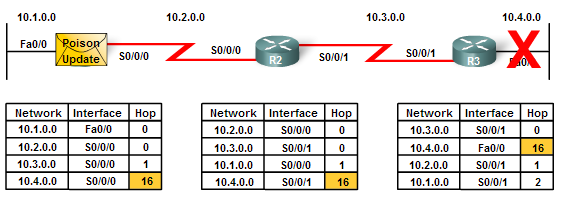 10.1.0.0 10.2.0.0 10.3.0.0 10.4.0.0
Fa0/0 Poison Update S0/0/0 S0/0/0 R2 S0/0/1 S0/0/1 R3 Fa0/0
Network Interface Hop
10.1.0.0 Fa0/0 0
10.2.0.0 S0/0/0 0
10.3.0.0 S0/0/0 1
10.4.0.0 S0/0/0 16
Network Interface Hop
10.2.0.0 S0/0/0 0
10.3.0.0 S0/0/1 0
10.1.0.0 S0/0/0 1
10.4.0.0 S0/0/1 16
Network Interface Hop
10.3.0.0 S0/0/1 0
10.4.0.0 Fa0/0 16
10.2.0.0 S0/0/1 1
10.1.0.0 S0/0/1 2